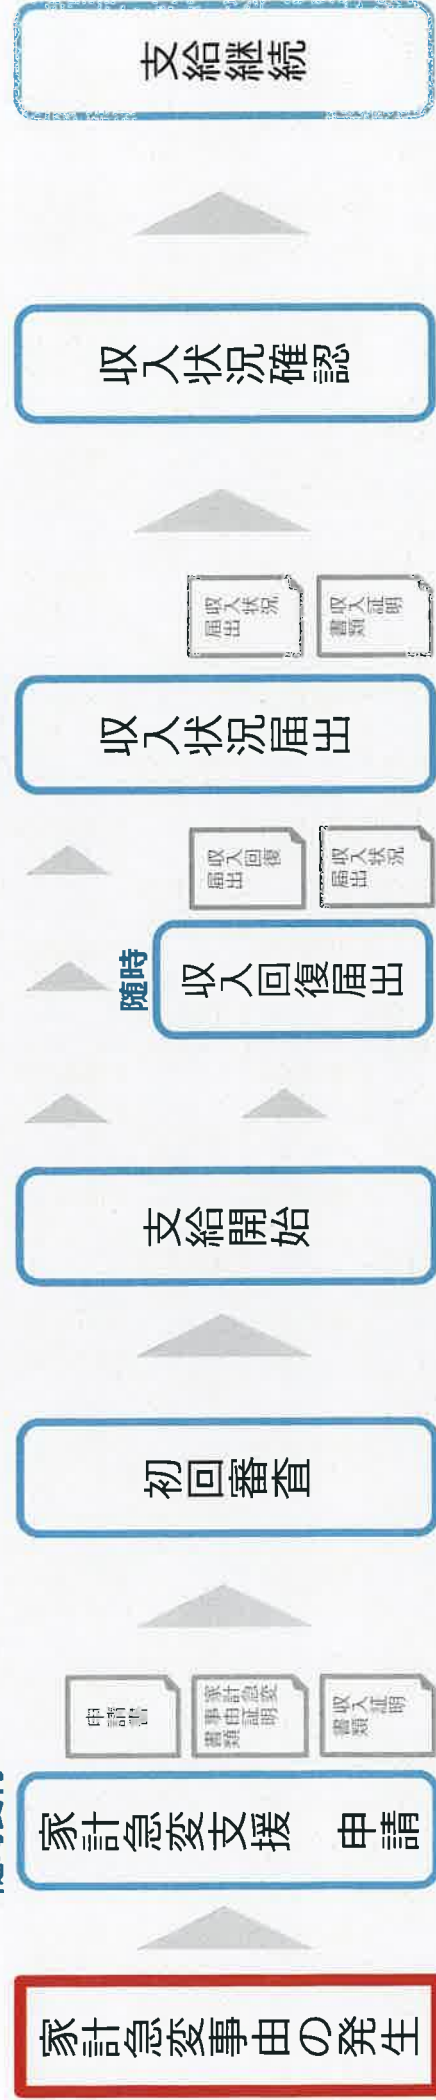 家計急変事由の発生
家計急変支援　申請
申請書
家計急変
事由証明
書類
収入証明
書類
初回審査
支給開始
随時
収入回復届出
収入回復
届出
収入状況
届出
収入状況届出
収入状況
届出
収入証明
書類
収入状況確認
支給継続